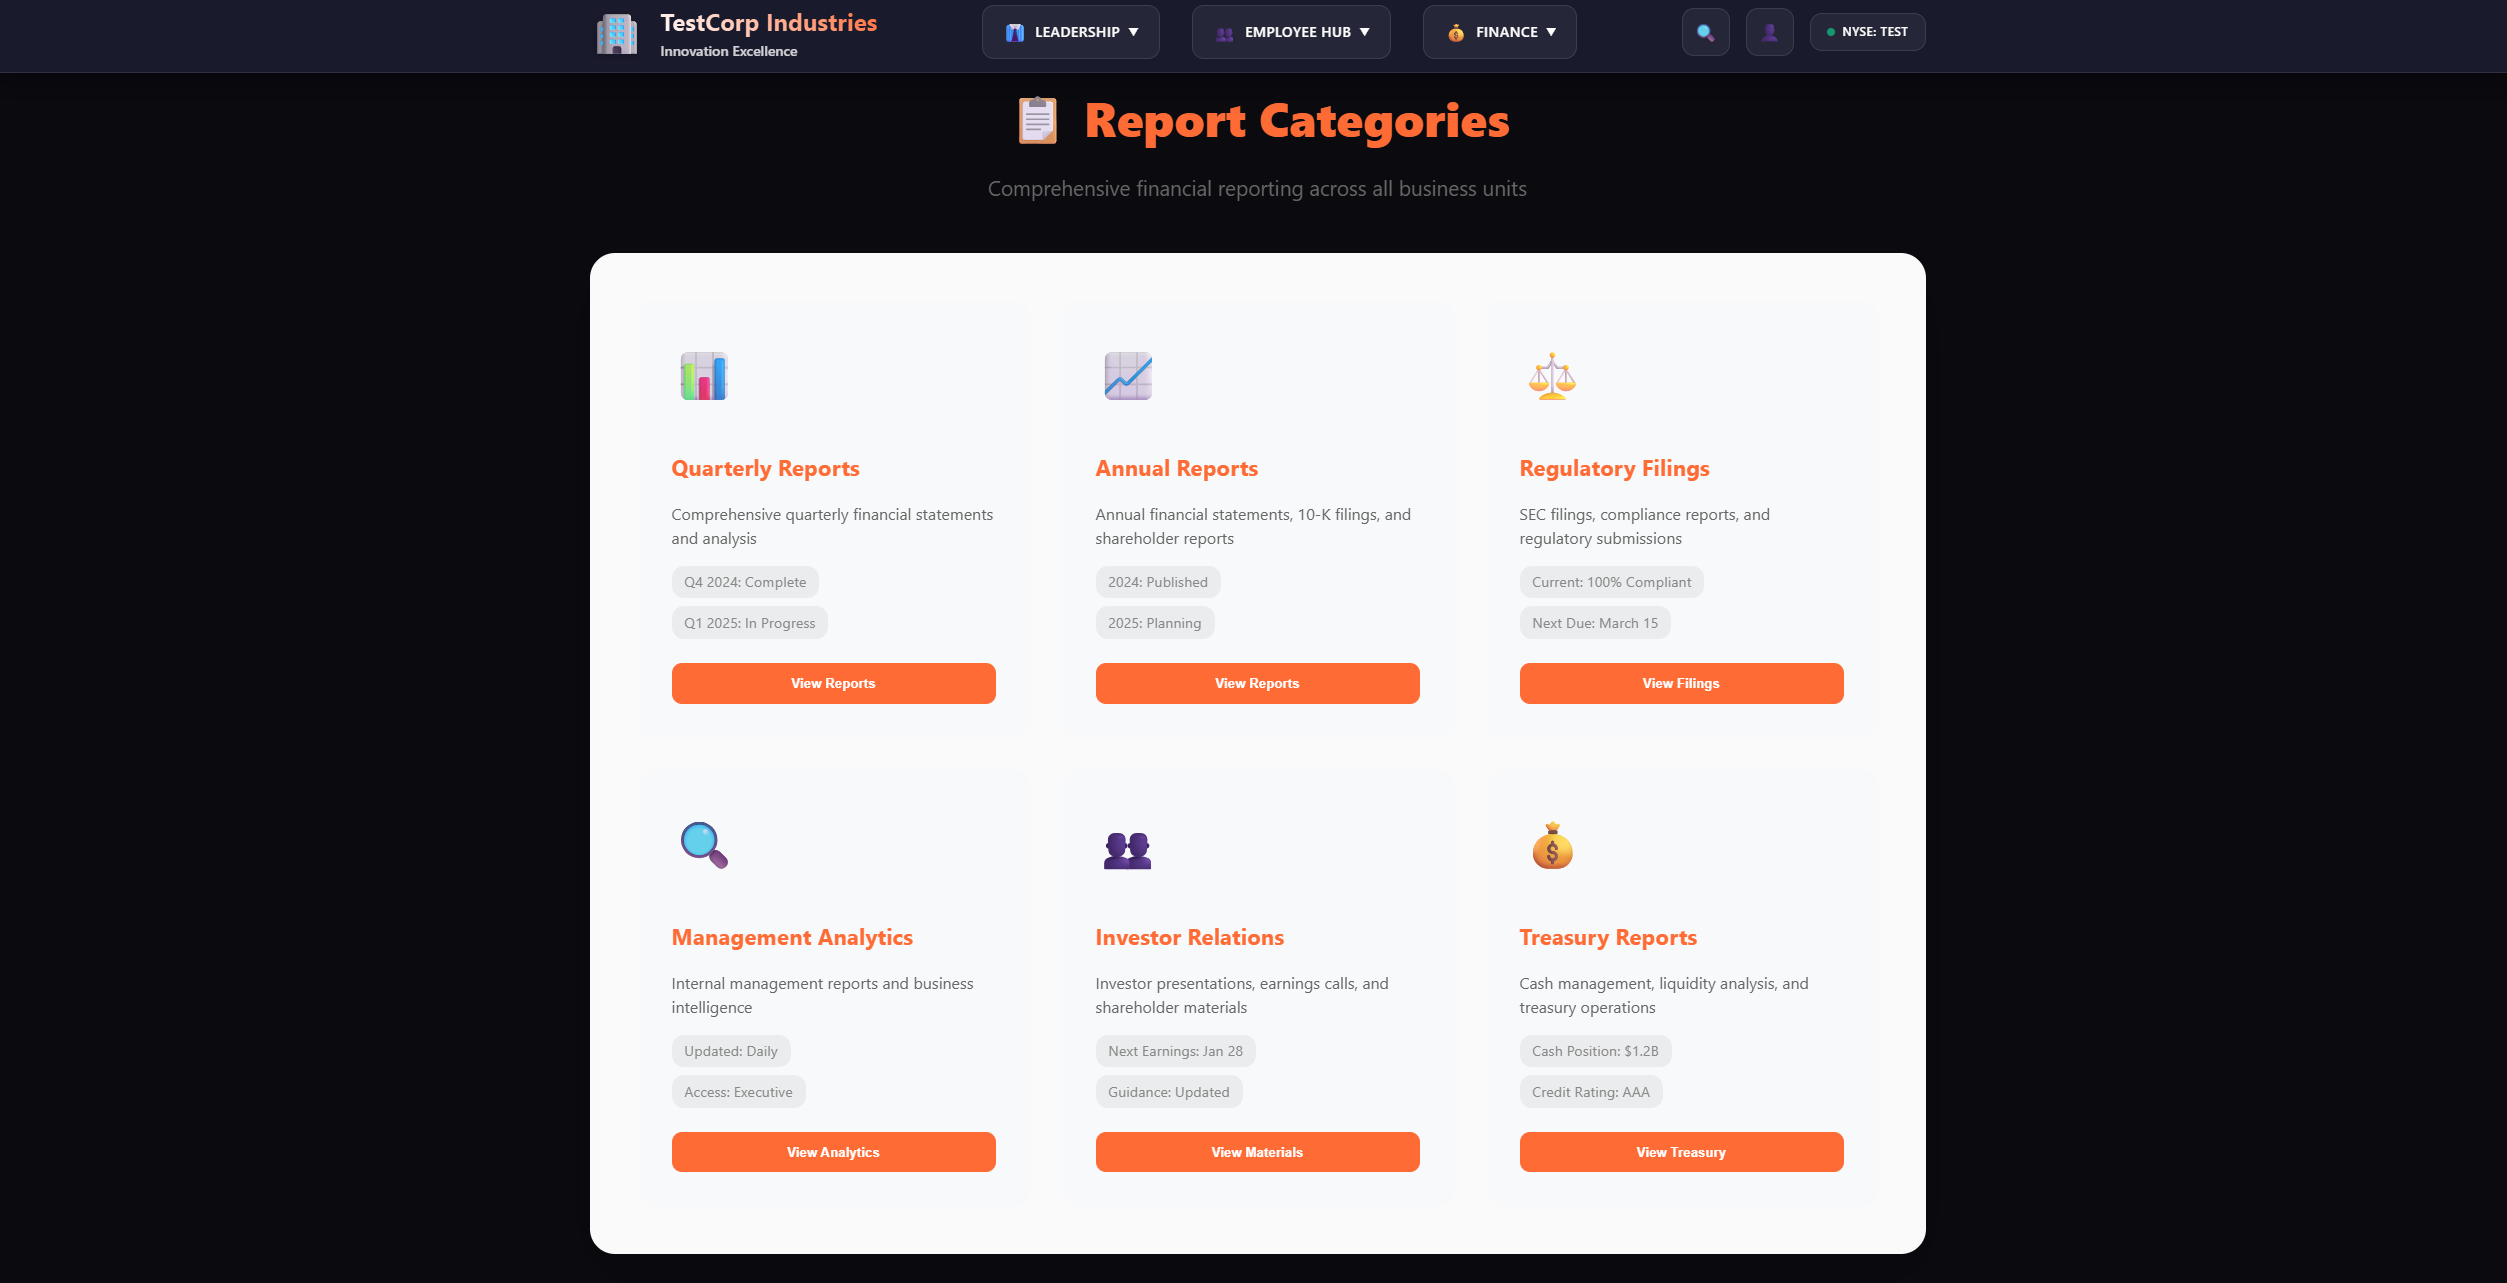 TestCorp Industries
Innovation Excellence
LEADERSHIP ▼
EMPLOYEE HUB ▼
FINANCE ▼
NYSE: TEST
Report Categories
Comprehensive financial reporting across all business units
Quarterly Reports
Comprehensive quarterly financial statements
and analysis
Q4 2024: Complete
Q1 2025: In Progress
View Reports
Annual Reports
Annual financial statements, 10-K filings, and
shareholder reports
2024: Published
2025: Planning
View Reports
Regulatory Filings
SEC filings, compliance reports, and
regulatory submissions
Current: 100% Compliant
Next Due: March 15
View Filings
Management Analytics
Internal management reports and business
intelligence
Updated: Daily
Access: Executive
View Analytics
Investor Relations
Investor presentations, earnings calls, and
shareholder materials
Next Earnings: Jan 28
Guidance: Updated
View Materials
Treasury Reports
Cash management, liquidity analysis, and
treasury operations
Cash Position: $1.2B
Credit Rating: AAA
View Treasury